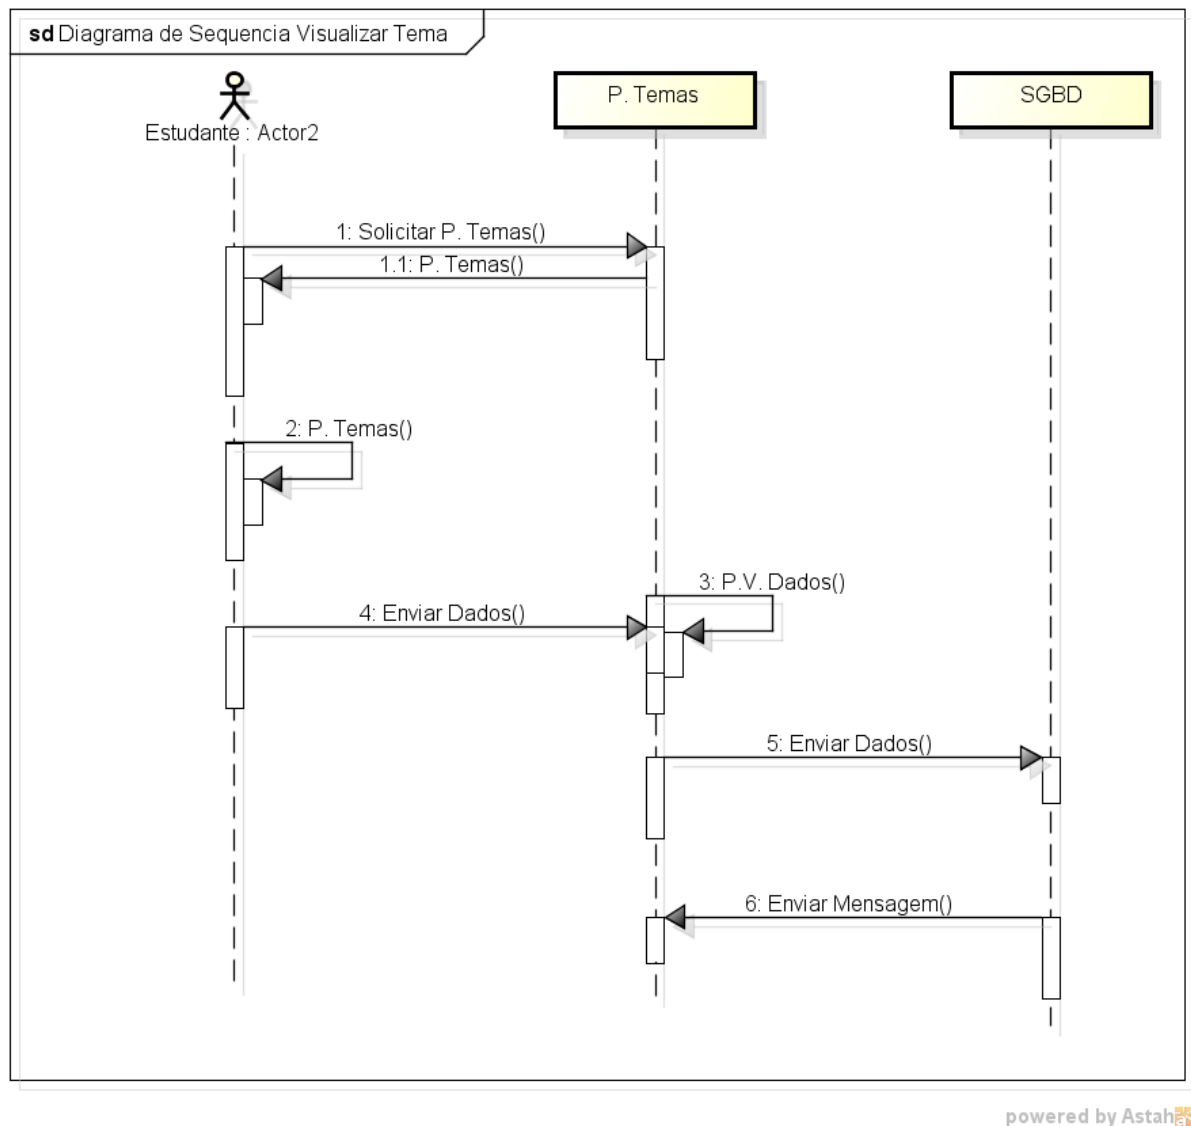 sd Diagrama de Sequencia Visualizar Tema
Estudante : Actor2
P. Temas
SGBD
1: Solicitar P. Temas()
1.1: P. Temas()
2: P. Temas()
3: P.V. Dados()
4: Enviar Dados()
5: Enviar Dados()
6: Enviar Mensagem()
powered by Astah